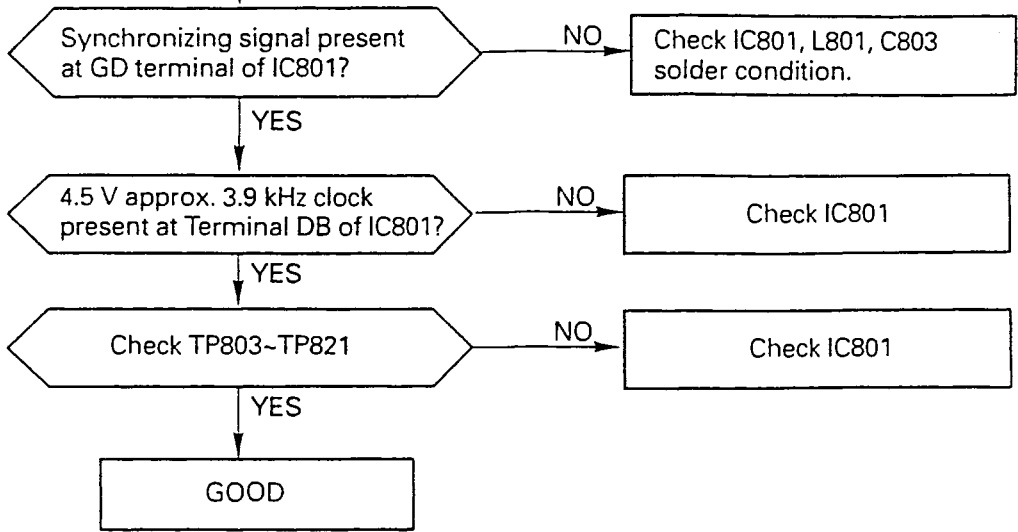 Synchronizing signal present
at GD terminal of IC801?
NO
Check IC801, L801, C803
solder condition.
YES
4.5 V approx. 3.9 kHz clock
present at Terminal DB of IC801?
NO
Check IC801
YES
Check TP803~TP821
NO
Check IC801
YES
GOOD